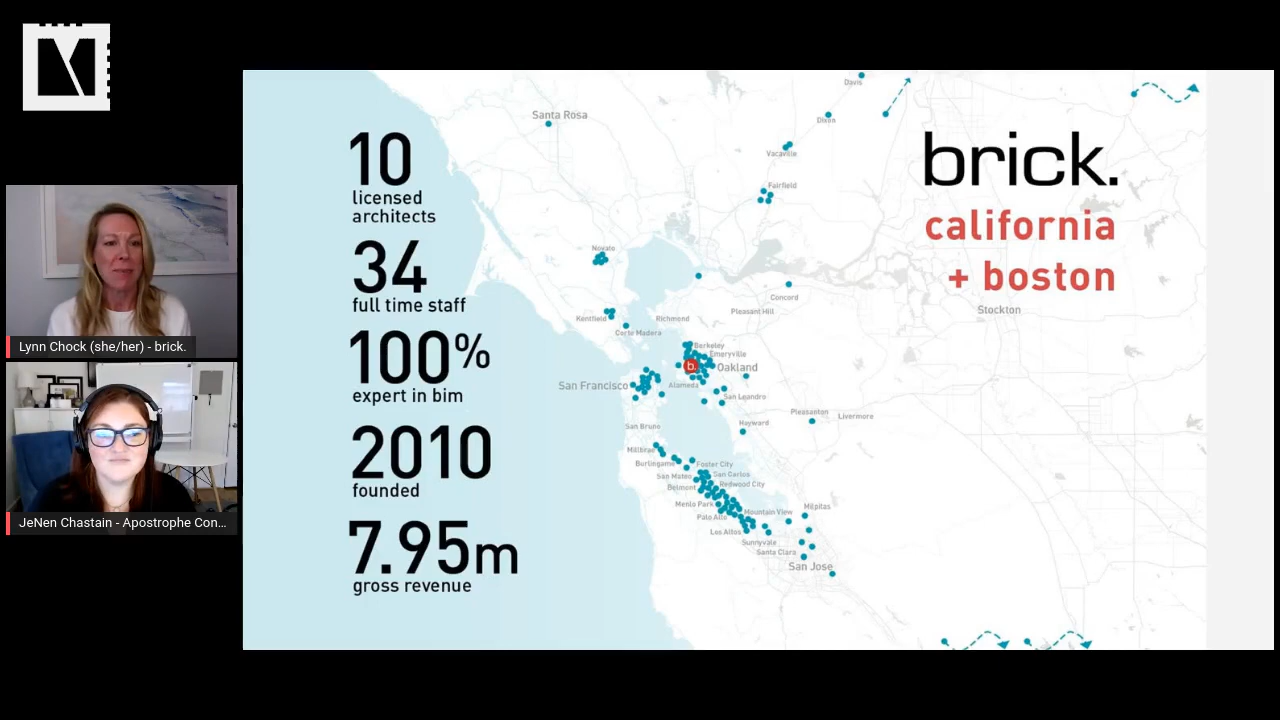 10
licensed
architects
34
full time staff
100%
expert in bim
2010
founded
7.95m
gross revenue
brick.
california
+ boston
Davis
Santa Rosa
Dixon
Vacaville
Fairfield
Novato
Concord
Stockton
Pleasant Hill
Kentfield
Richmond
Corte Madera
Berkeley
Emeryville
b.
Oakland
San Francisco
Alameda
San Leandro
Pleasanton
Livermore
Hayward
San Bruno
Millbrae
Burlingame
Foster City
San Mateo
San Carlos
Belmont
Redwood City
Menlo Park
Mountain View
Milpitas
Palo Alto
Los Altos
Sunnyvale
Santa Clara
San Jose
Lynn Chock (she/her) - brick.
JeNen Chastain - Apostrophe Con...